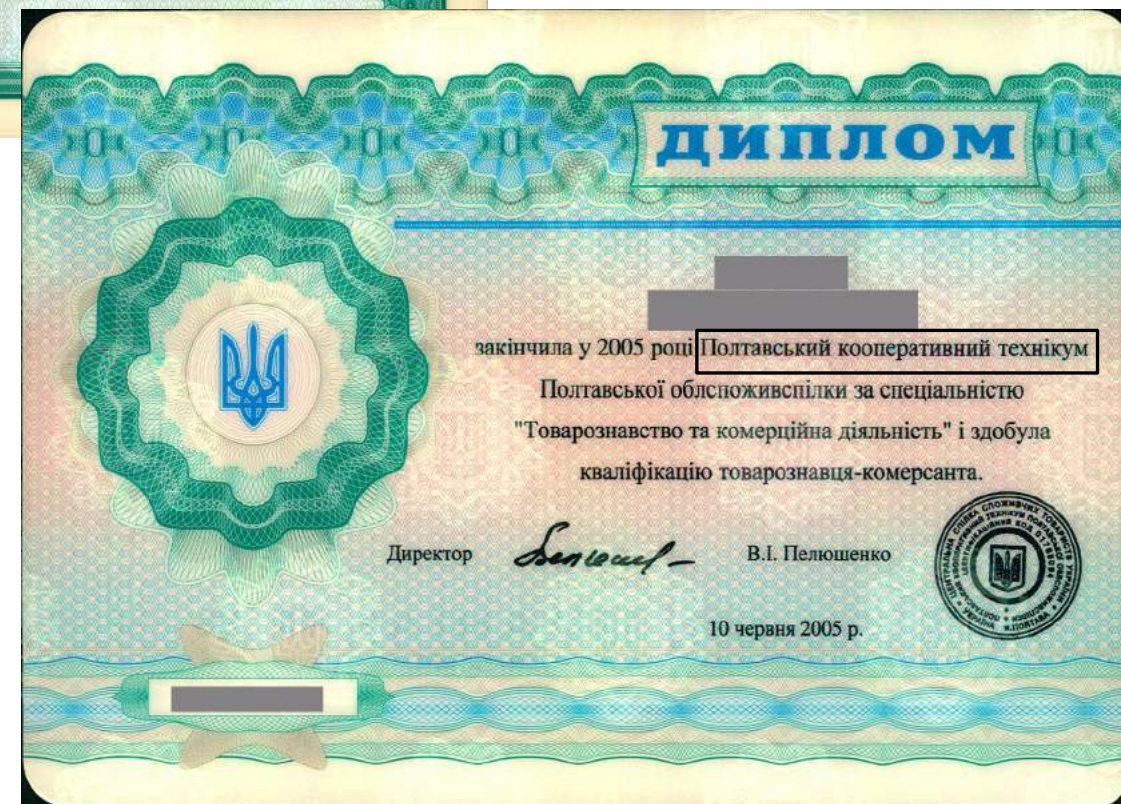 ДИПЛОМ
закінчила у 2005 році Полтавський кооперативний технікум
Полтавської облспоживспілки за спеціальністю
"Товарознавство та комерційна діяльність" і здобула
кваліфікацію товарознавця-комерсанта.
Директор В.І. Пелюшенко
10 червня 2005 р.